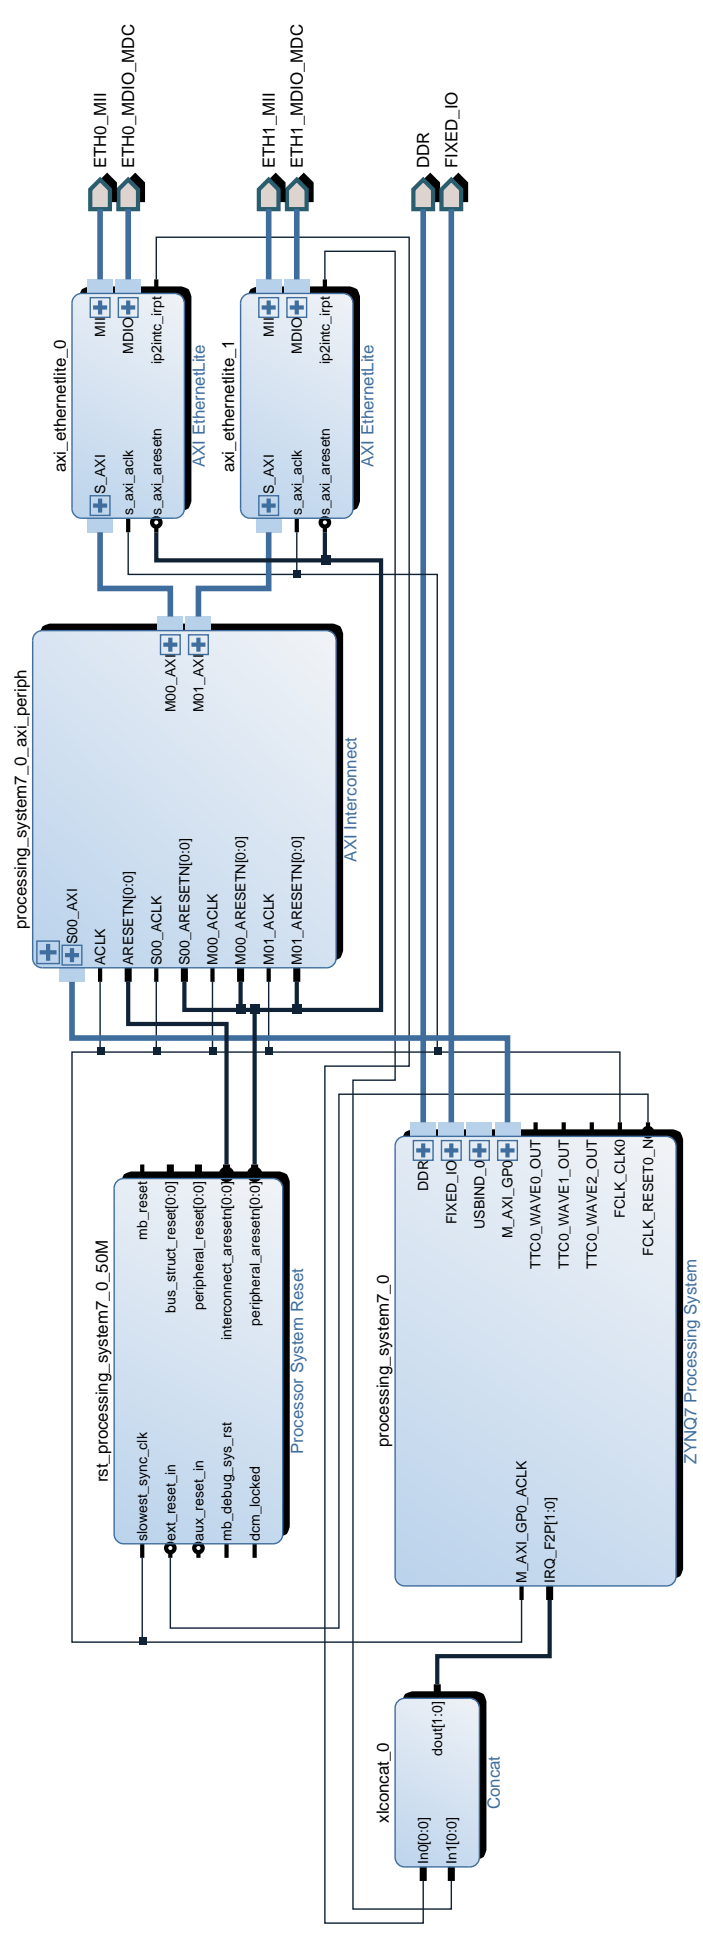 ETH0_MII
ETH0_MDIO_MDC
ETH1_MII
ETH1_MDIO_MDC
DDR
FIXED_IO
axi_ethernetlite_0
S_AXI
s_axi_aclk
s_axi_aresetn
MII
MDIO
ip2intc_irpt
AXI EthernetLite
axi_ethernetlite_1
S_AXI
s_axi_aclk
s_axi_aresetn
MII
MDIO
ip2intc_irpt
AXI EthernetLite
processing_system7_0_axi_periph
S00_AXI
ACLK
ARESETN[0:0]
S00_ACLK
S00_ARESETN[0:0]
M00_ACLK
M00_ARESETN[0:0]
M01_ACLK
M01_ARESETN[0:0]
M00_AXI
M01_AXI
AXI Interconnect
rst_processing_system7_0_50M
slowest_sync_clk
ext_reset_in
aux_reset_in
mb_debug_sys_rst
dcm_locked
mb_reset
bus_struct_reset[0:0]
peripheral_reset[0:0]
interconnect_aresetn[0:0]
peripheral_aresetn[0:0]
Processor System Reset
processing_system7_0
M_AXI_GP0_ACLK
IRQ_F2P[1:0]
DDR
FIXED_IO
USBIND_0
M_AXI_GP0
TTC0_WAVE0_OUT
TTC0_WAVE1_OUT
TTC0_WAVE2_OUT
FCLK_CLK0
FCLK_RESET0_N
ZYNQ7 Processing System
xlconcat_0
In0[0:0]
In1[0:0]
dout[1:0]
Concat